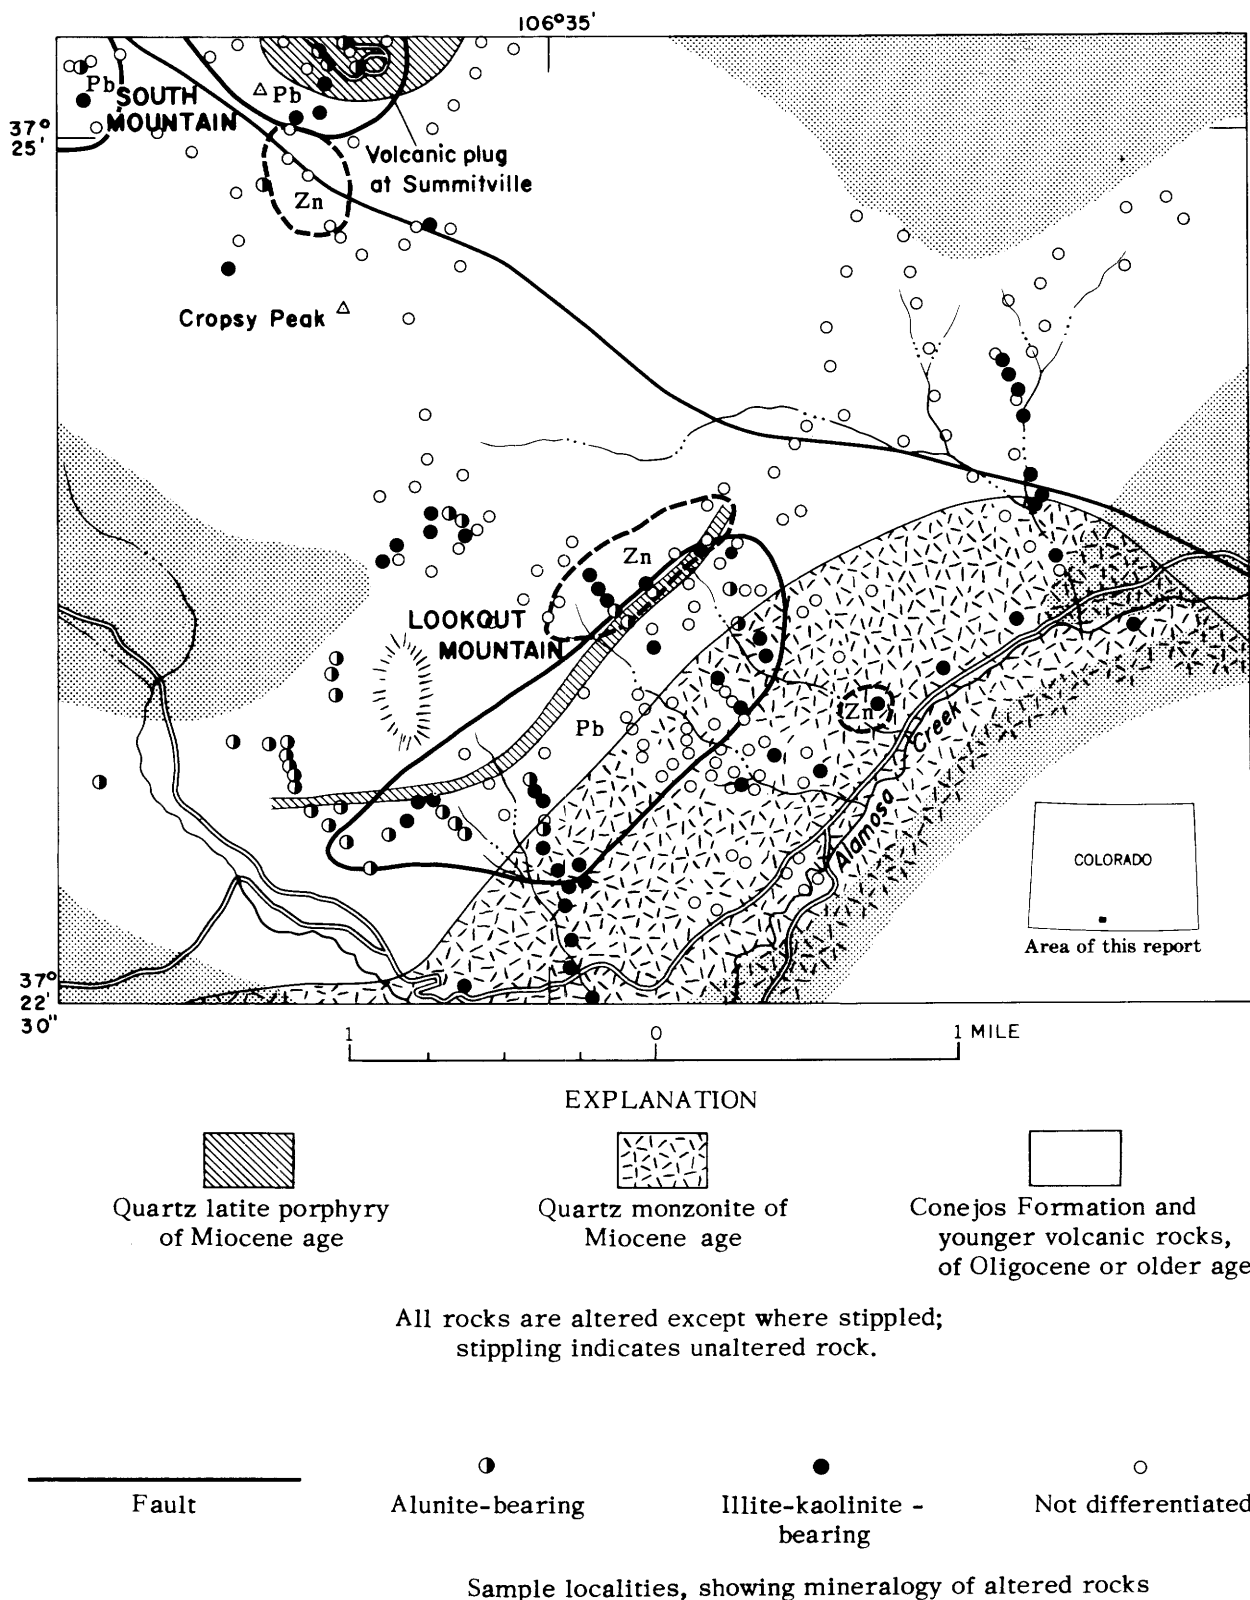 106°35'
Pb
SOUTH
MOUNTAIN
Pb
37°
25'
Volcanic plug
at Summitville
Zn
Cropsy Peak
Zn
LOOKOUT
MOUNTAIN
Pb
Zn
Alamosa Creek
COLORADO
Area of this report
37°
22'
30"
1 0 1 MILE
EXPLANATION
Quartz latite porphyry
of Miocene age
Quartz monzonite of
Miocene age
Conejos Formation and
younger volcanic rocks,
of Oligocene or older age
All rocks are altered except where stippled;
stippling indicates unaltered rock.
Fault
Alunite-bearing
Illite-kaolinite -
bearing
Not differentiated
Sample localities, showing mineralogy of altered rocks